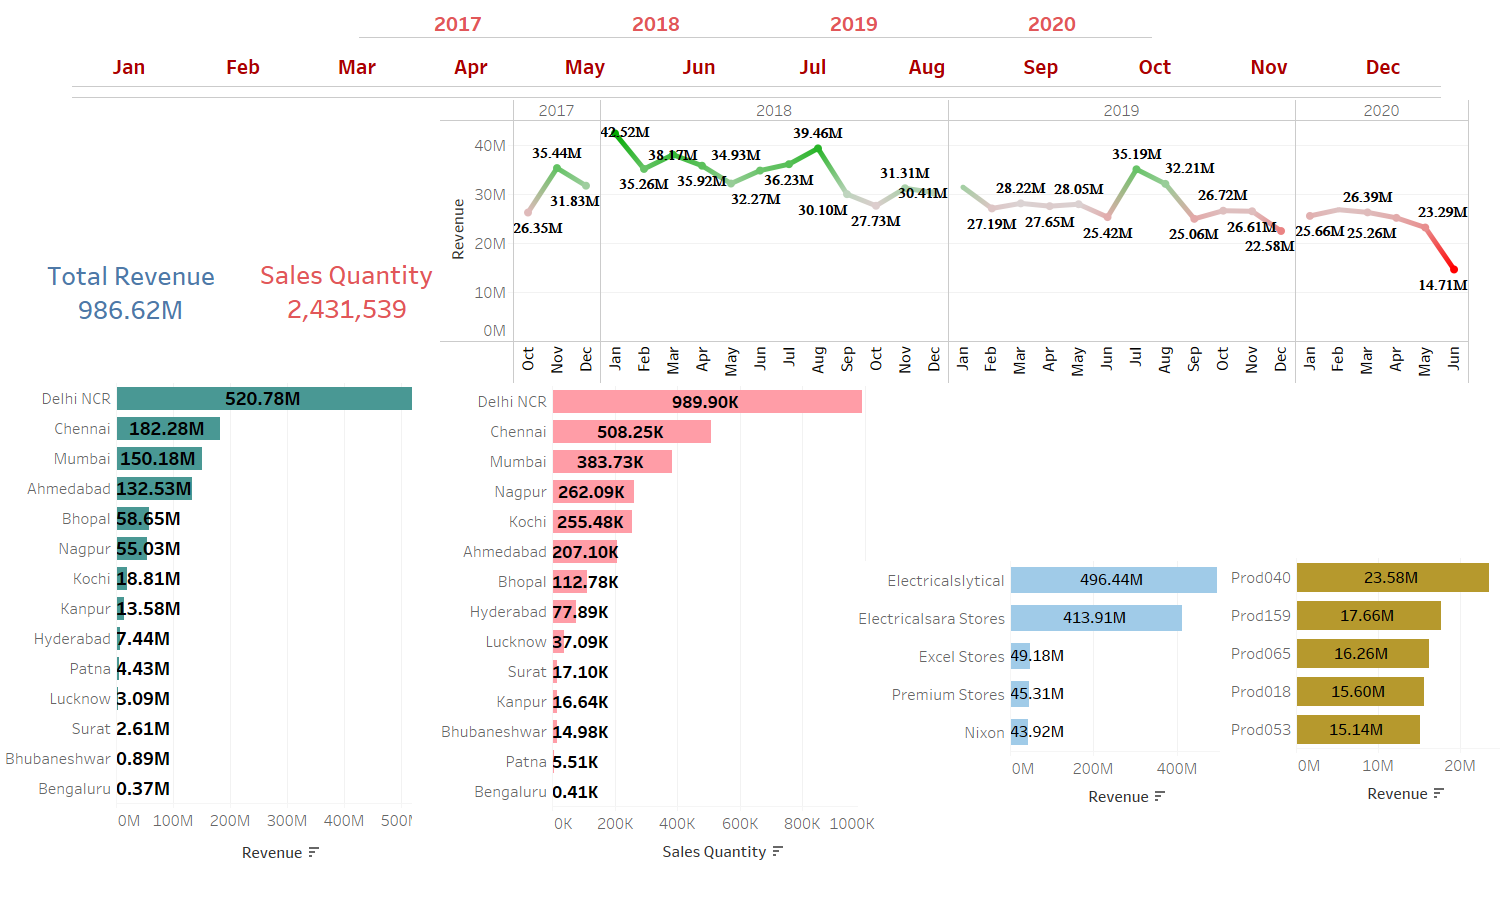 2017 2018 2019 2020
Jan Feb Mar Apr May Jun Jul Aug Sep Oct Nov Dec
2017 2018 2019 2020
Revenue
40M
30M
20M
10M
0M
26.35M 35.44M 31.83M 42.52M 35.26M 38.17M 35.92M 34.93M 32.27M 36.23M 39.46M 30.10M 27.73M 31.31M 30.41M 27.19M 28.22M 27.65M 28.05M 25.42M 35.19M 32.21M 25.06M 26.72M 26.61M 22.58M 25.66M 26.39M 25.26M 23.29M 14.71M
Oct Nov Dec Jan Feb Mar Apr May Jun Jul Aug Sep Oct Nov Dec Jan Feb Mar Apr May Jun Jul Aug Sep Oct Nov Dec Jan Feb Mar Apr May Jun
Total Revenue
986.62M
Sales Quantity
2,431,539
Delhi NCR 520.78M
Chennai 182.28M
Mumbai 150.18M
Ahmedabad 132.53M
Bhopal 58.65M
Nagpur 55.03M
Kochi 18.81M
Kanpur 13.58M
Hyderabad 7.44M
Patna 4.43M
Lucknow 3.09M
Surat 2.61M
Bhubaneshwar 0.89M
Bengaluru 0.37M
0M 100M 200M 300M 400M 500M
Revenue
Delhi NCR 989.90K
Chennai 508.25K
Mumbai 383.73K
Nagpur 262.09K
Kochi 255.48K
Ahmedabad 207.10K
Bhopal 112.78K
Hyderabad 77.89K
Lucknow 37.09K
Surat 17.10K
Kanpur 16.64K
Bhubaneshwar 14.98K
Patna 5.51K
Bengaluru 0.41K
0K 200K 400K 600K 800K 1000K
Sales Quantity
Electricalslytical 496.44M
Electricalsara Stores 413.91M
Excel Stores 49.18M
Premium Stores 45.31M
Nixon 43.92M
0M 200M 400M
Revenue
Prod040 23.58M
Prod159 17.66M
Prod065 16.26M
Prod018 15.60M
Prod053 15.14M
0M 10M 20M
Revenue